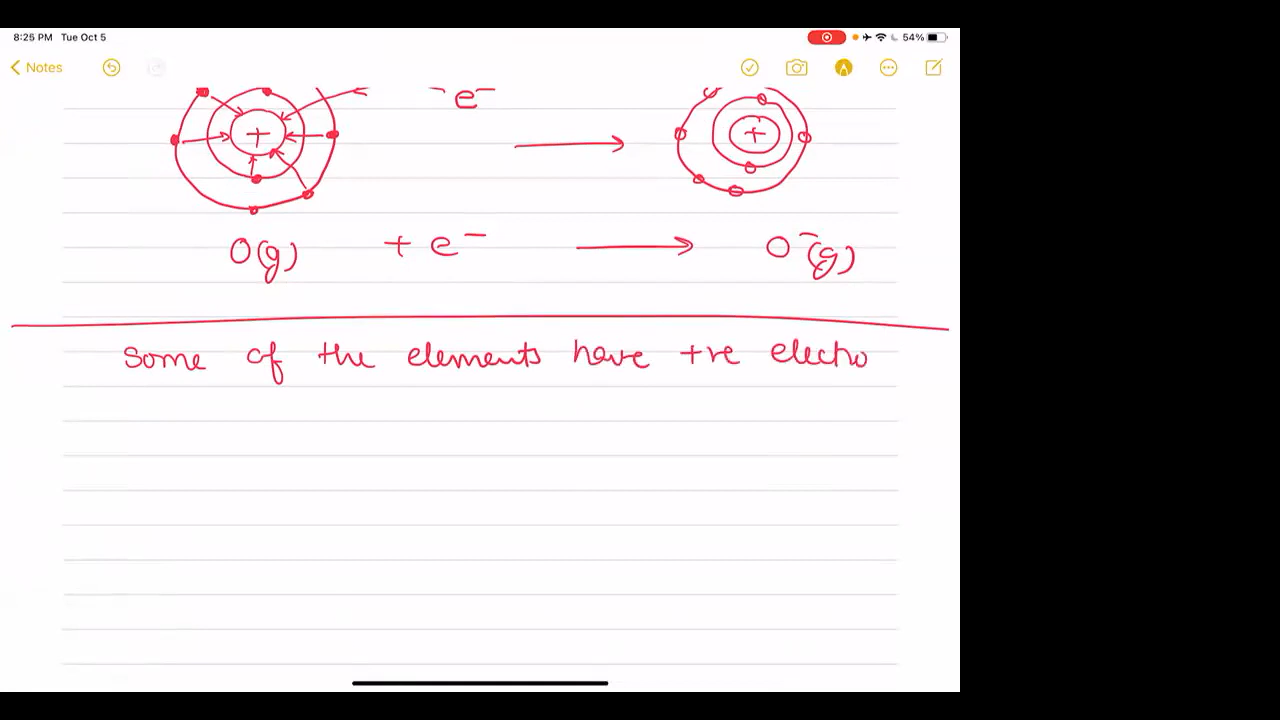 8:25 PM Tue Oct 5 54%
Notes
e⁻
+ +
O(g) + e⁻ ⟶ O⁻(g)
Some of the elements have +ve electro